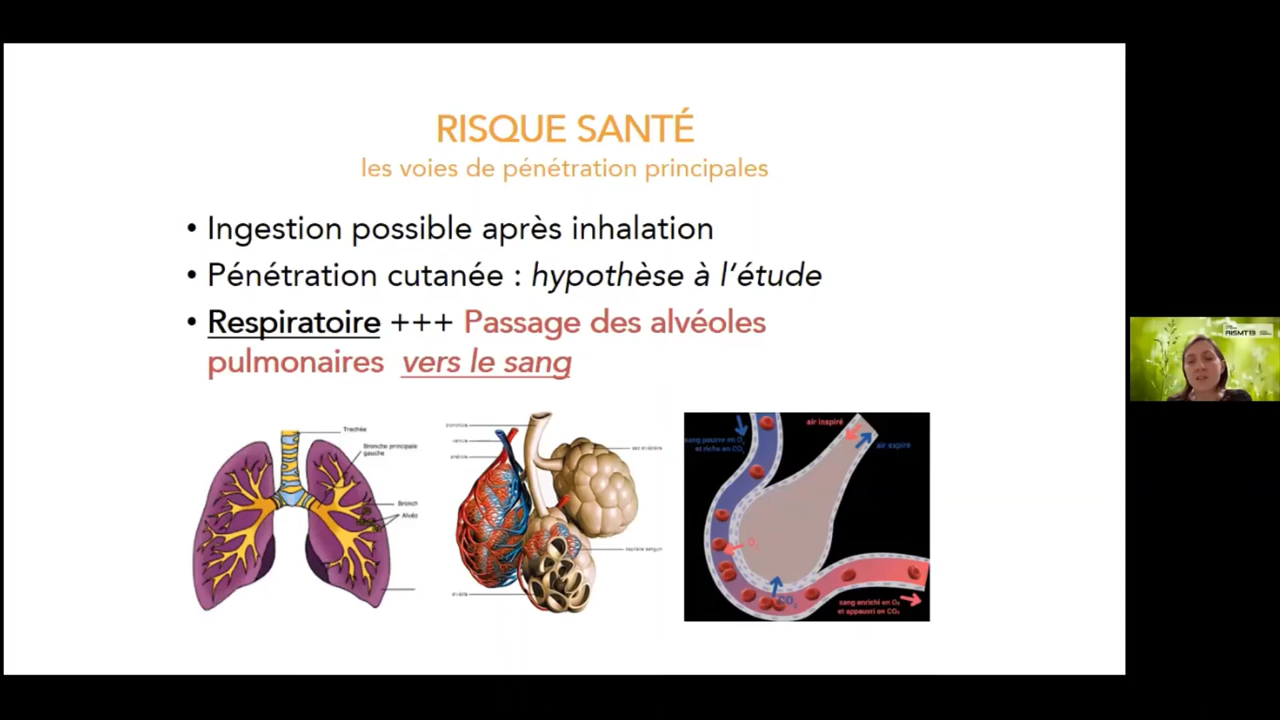 RISQUE SANTÉ
les voies de pénétration principales
• Ingestion possible après inhalation
• Pénétration cutanée : hypothèse à l'étude
• Respiratoire +++ Passage des alvéoles
pulmonaires vers le sang
Trachée
Bronche principale
gauche
Bronch
Alvéo
air inspiré
air expiré
sang pauvre en O₂
et riche en CO₂
O₂
CO₂
sang enrichi en O₂
et appauvri en CO₂
AISMT13